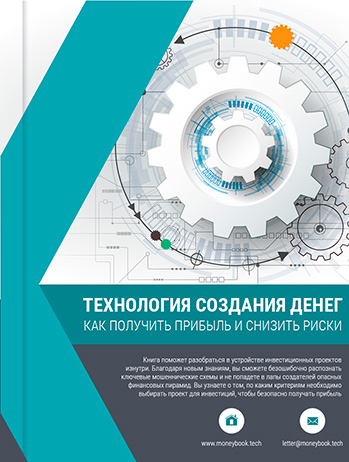 ТЕХНОЛОГИЯ СОЗДАНИЯ ДЕНЕГ
КАК ПОЛУЧИТЬ ПРИБЫЛЬ И СНИЗИТЬ РИСКИ
Книга поможет разобраться в устройстве инвестиционных проектов
изнутри. Благодаря новым знаниям, вы сможете безошибочно распознать
ключевые мошеннические схемы и не попадете в лапы создателей опасных
финансовых пирамид. Вы узнаете о том, по каким критериям необходимо
выбирать проект для инвестиций, чтобы безопасно получать прибыль
www.moneybook.tech
letter@moneybook.tech